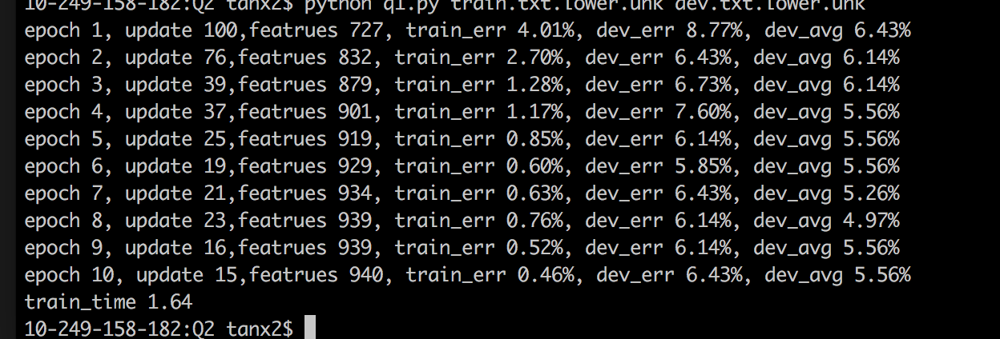 10-249-158-182:Q2 tanx2$ python q1.py train.txt.lower.unk dev.txt.lower.unk
epoch 1, update 100,featrues 727, train_err 4.01%, dev_err 8.77%, dev_avg 6.43%
epoch 2, update 76,featrues 832, train_err 2.70%, dev_err 6.43%, dev_avg 6.14%
epoch 3, update 39,featrues 879, train_err 1.28%, dev_err 6.73%, dev_avg 6.14%
epoch 4, update 37,featrues 901, train_err 1.17%, dev_err 7.60%, dev_avg 5.56%
epoch 5, update 25,featrues 919, train_err 0.85%, dev_err 6.14%, dev_avg 5.56%
epoch 6, update 19,featrues 929, train_err 0.60%, dev_err 5.85%, dev_avg 5.56%
epoch 7, update 21,featrues 934, train_err 0.63%, dev_err 6.43%, dev_avg 5.26%
epoch 8, update 23,featrues 939, train_err 0.76%, dev_err 6.14%, dev_avg 4.97%
epoch 9, update 16,featrues 939, train_err 0.52%, dev_err 6.14%, dev_avg 5.56%
epoch 10, update 15,featrues 940, train_err 0.46%, dev_err 6.43%, dev_avg 5.56%
train_time 1.64
10-249-158-182:Q2 tanx2$